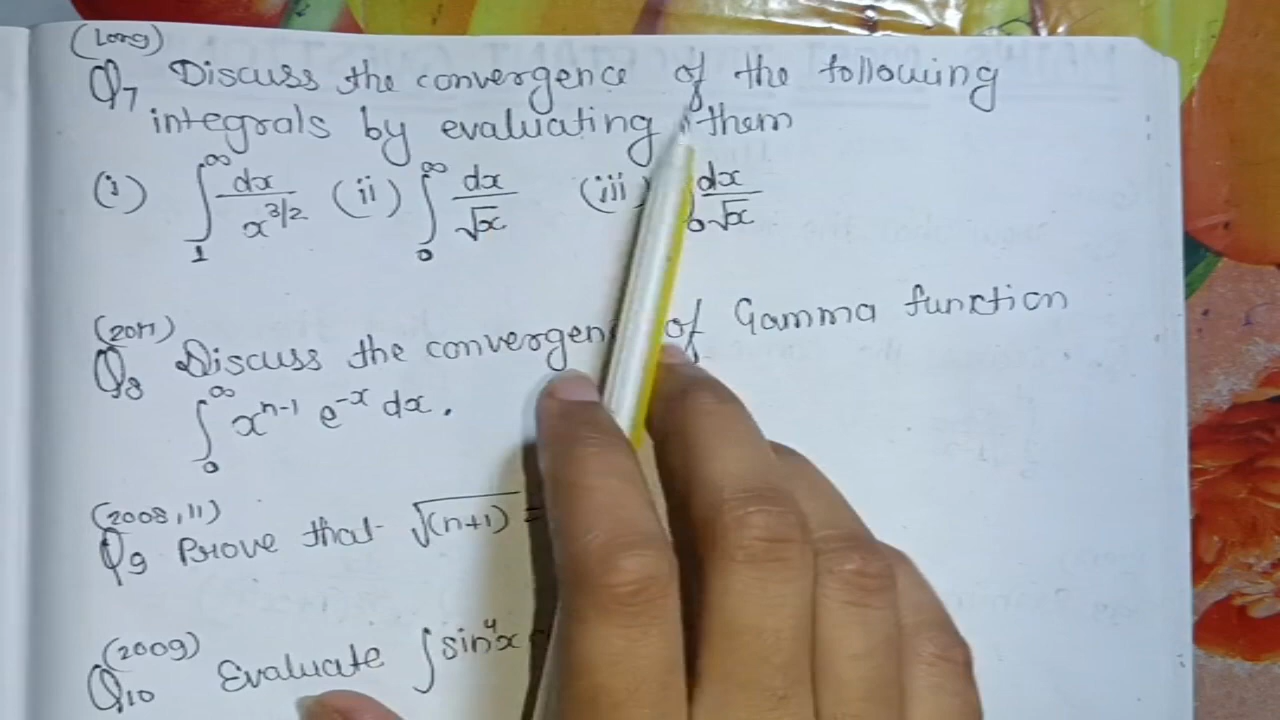 (Long)
Q7 Discuss the convergence of the following
integrals by evaluating them
(i) ∫₁^∞ dx/x^{3/2} (ii) ∫₀^∞ dx/√x (iii) dx/√x
(2011)
Q8 Discuss the convergen of Gamma function
∫₀^∞ x^{n-1} e^{-x} dx.
(2008,11)
Q9 Prove that √(n+1) =
(2009)
Q10 Evaluate ∫ sin⁴x